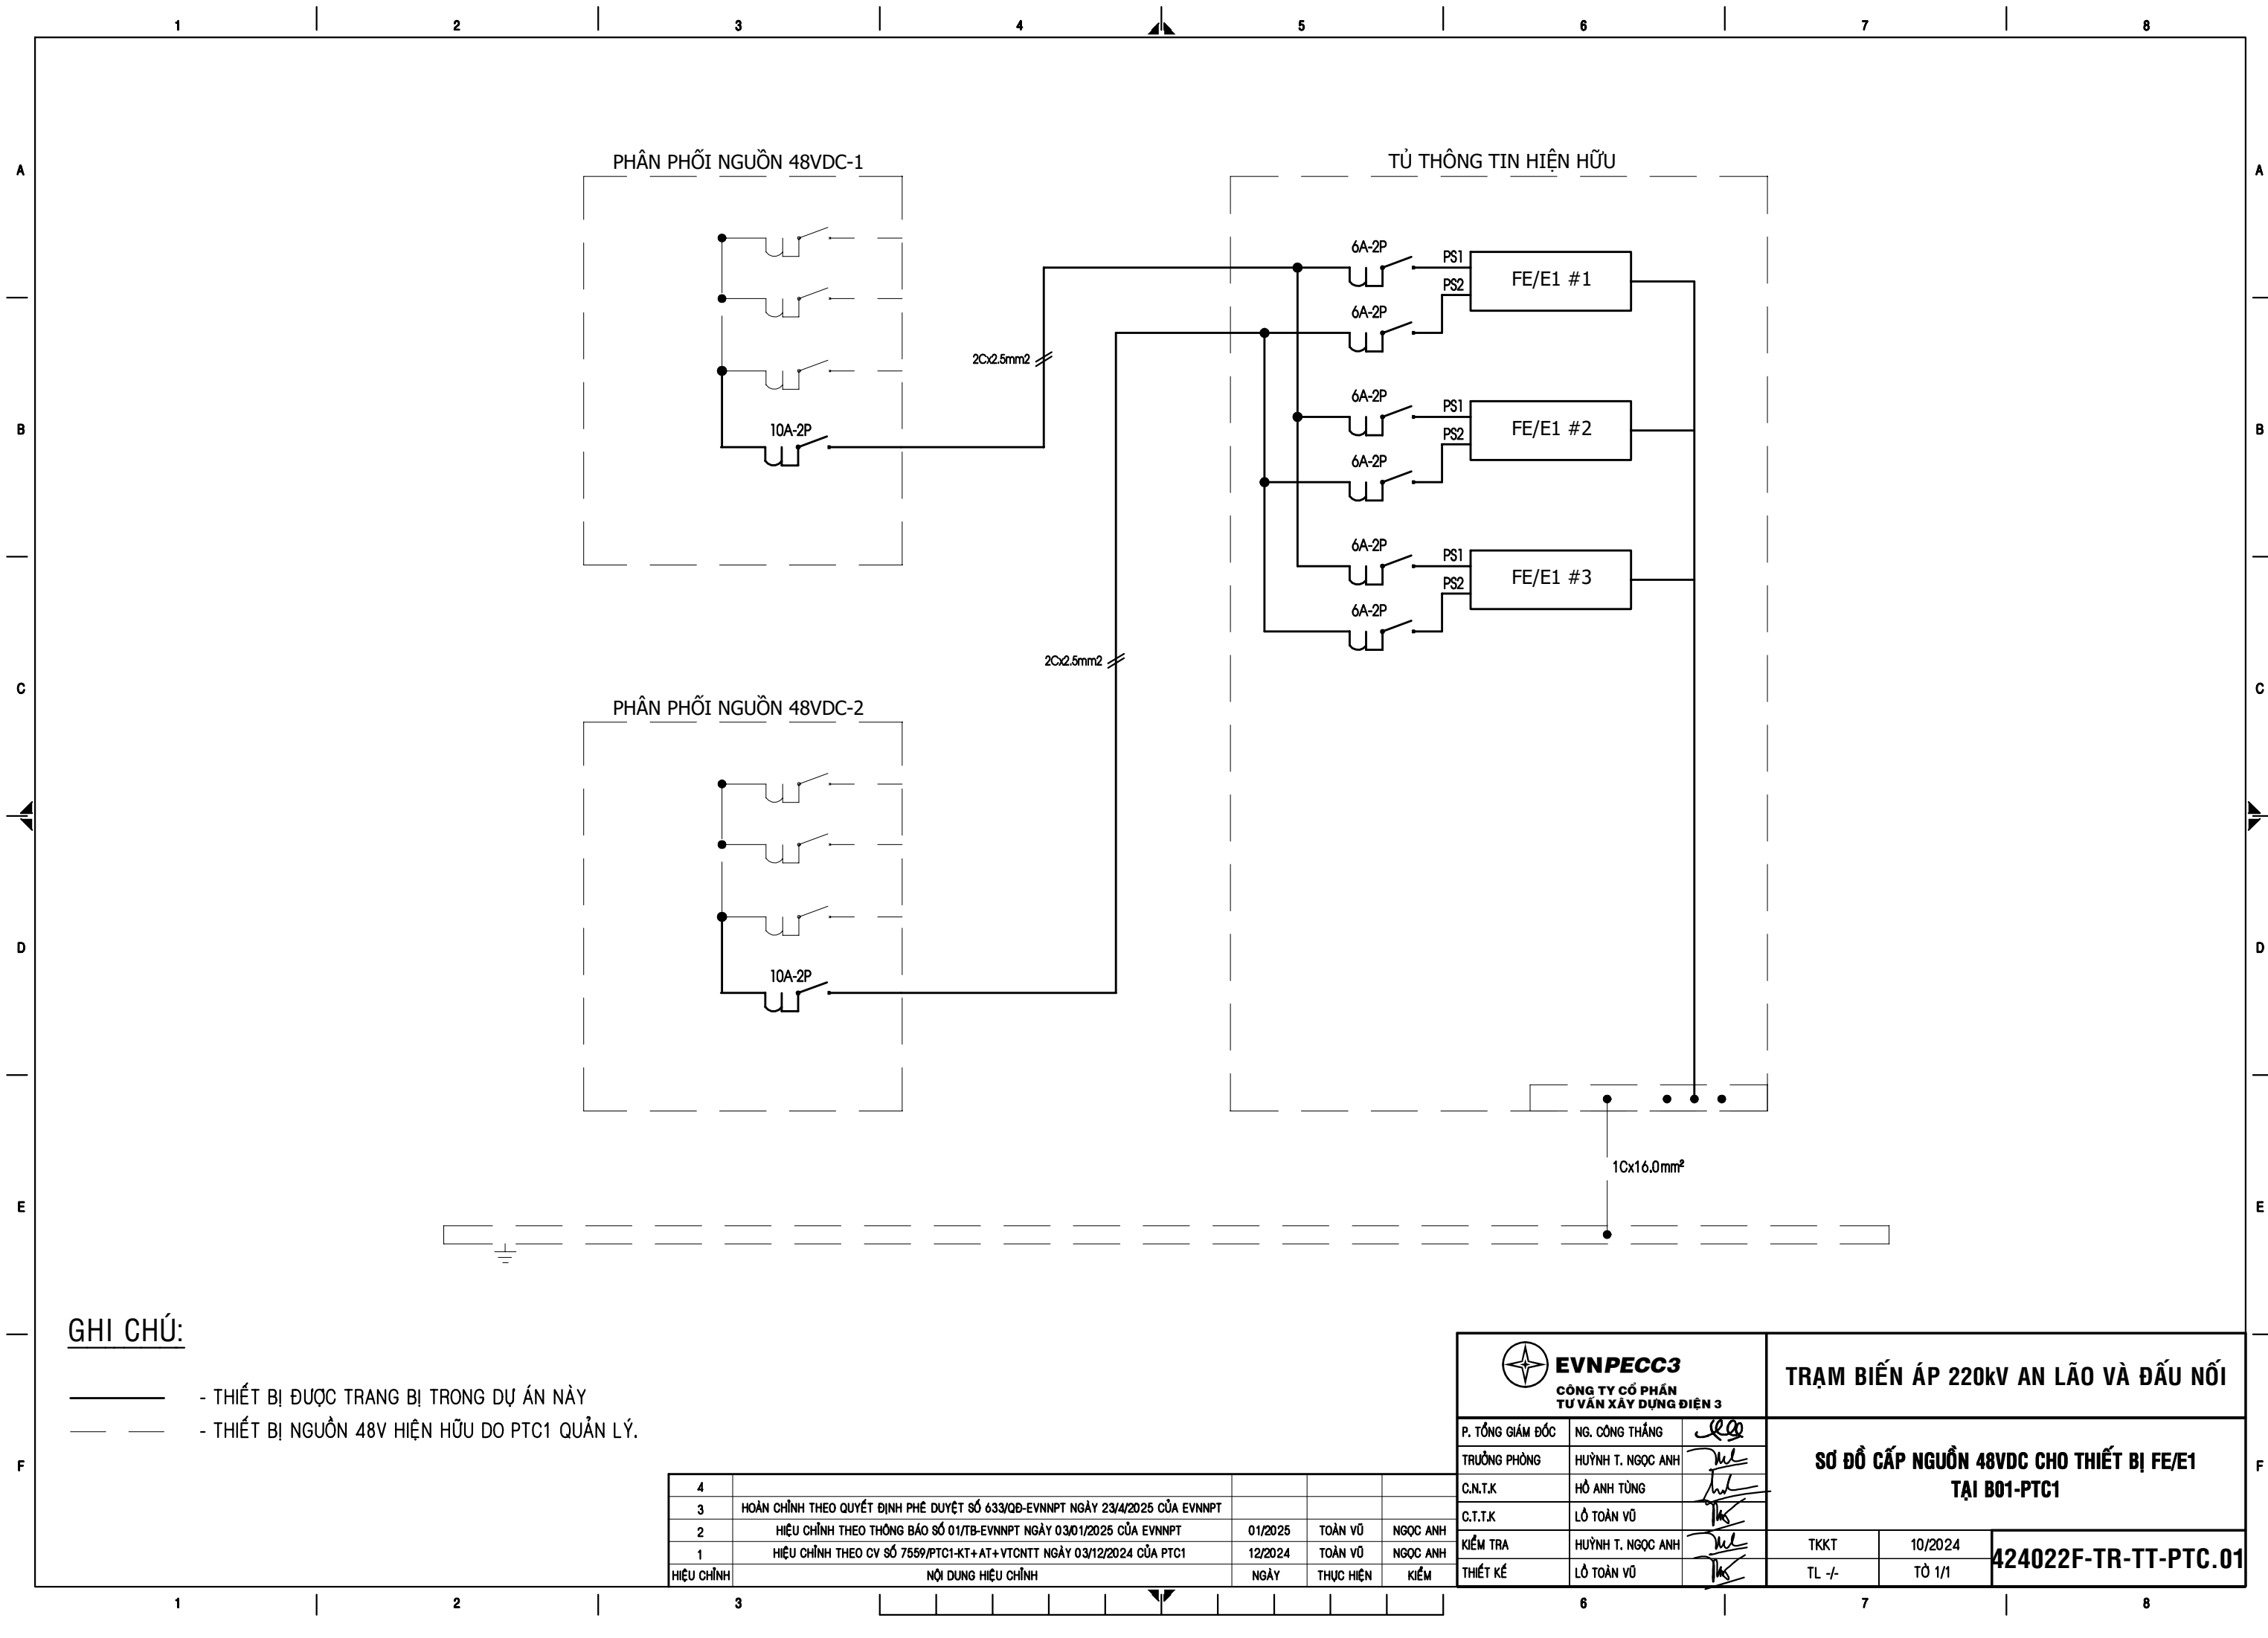 1 2 3 4 5 6 7 8
A A
B B
C C
D D
E E
F F
PHÂN PHỐI NGUỒN 48VDC-1
10A-2P
2Cx2.5mm2
PHÂN PHỐI NGUỒN 48VDC-2
10A-2P
2Cx2.5mm2
TỦ THÔNG TIN HIỆN HỮU
6A-2P
PS1
FE/E1 #1
PS2
6A-2P
6A-2P
PS1
FE/E1 #2
PS2
6A-2P
6A-2P
PS1
FE/E1 #3
PS2
6A-2P
1Cx16.0mm²
GHI CHÚ:
- THIẾT BỊ ĐƯỢC TRANG BỊ TRONG DỰ ÁN NÀY
- THIẾT BỊ NGUỒN 48V HIỆN HỮU DO PTC1 QUẢN LÝ.
4
3 HOÀN CHỈNH THEO QUYẾT ĐỊNH PHÊ DUYỆT SỐ 633/QĐ-EVNNPT NGÀY 23/4/2025 CỦA EVNNPT
2 HIỆU CHỈNH THEO THÔNG BÁO SỐ 01/TB-EVNNPT NGÀY 03/01/2025 CỦA EVNNPT 01/2025 TOÀN VŨ NGỌC ANH
1 HIỆU CHỈNH THEO CV SỐ 7559/PTC1-KT+AT+VTCNTT NGÀY 03/12/2024 CỦA PTC1 12/2024 TOÀN VŨ NGỌC ANH
HIỆU CHỈNH NỘI DUNG HIỆU CHỈNH NGÀY THỰC HIỆN KIỂM
EVNPECC3
CÔNG TY CỔ PHẦN
TƯ VẤN XÂY DỰNG ĐIỆN 3
P. TỔNG GIÁM ĐỐC NG. CÔNG THẮNG
TRƯỞNG PHÒNG HUỲNH T. NGỌC ANH
C.N.T.K HỒ ANH TÙNG
C.T.T.K LỒ TOÀN VŨ
KIỂM TRA HUỲNH T. NGỌC ANH
THIẾT KẾ LỒ TOÀN VŨ
TRẠM BIẾN ÁP 220kV AN LÃO VÀ ĐẤU NỐI
SƠ ĐỒ CẤP NGUỒN 48VDC CHO THIẾT BỊ FE/E1
TẠI B01-PTC1
TKKT 10/2024
TL -/- TỜ 1/1
424022F-TR-TT-PTC.01
1 2 3 6 7 8